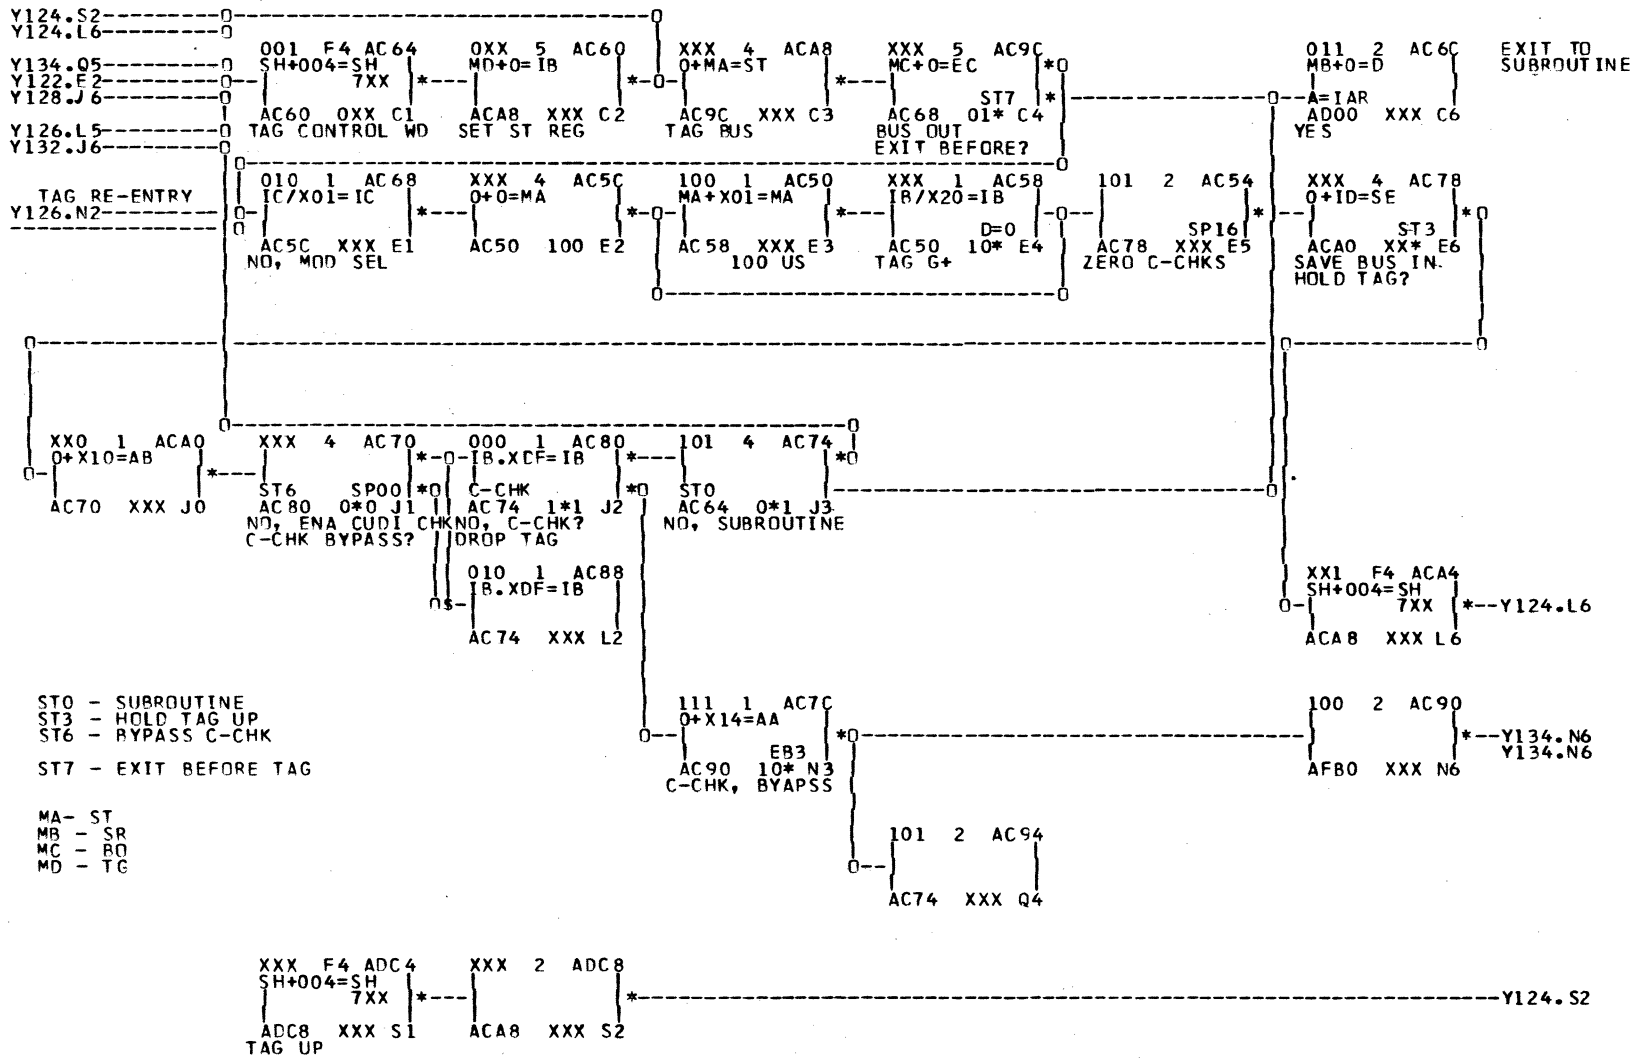 Y124.S2
Y124.L6
001 F4 AC64
0XX 5 AC60
XXX 4 ACA8
XXX 5 AC9C
011 2 AC6C
EXIT TO
Y134.Q5
SH+004=SH
MD+0=IB
0+MA=ST
MC+0=EC
MB+0=D
SUBROUTINE
Y122.E2
7XX
Y128.J6
ST7
A=IAR
AC60 0XX C1
ACA8 XXX C2
AC9C XXX C3
AC68 01* C4
AD00 XXX C6
Y126.L5
TAG CONTROL WD
SET ST REG
TAG BUS
BUS OUT
YES
Y132.J6
EXIT BEFORE?
010 1 AC68
XXX 4 AC5C
100 1 AC50
XXX 1 AC58
101 2 AC54
XXX 4 AC78
TAG RE-ENTRY
IC/X01=IC
0+0=MA
MA+X01=MA
IB/X20=IB
0+ID=SE
Y126.N2
D=0
SP16
ST3
AC5C XXX E1
AC50 100 E2
AC58 XXX E3
AC50 10* E4
AC78 XXX E5
ACA0 XX* E6
NO, MOD SEL
100 US
TAG G+
ZERO C-CHKS
SAVE BUS IN.
HOLD TAG?
XX0 1 ACA0
XXX 4 AC70
000 1 AC80
101 4 AC74
0+X10=AB
IB.XDF=IB
ST6 SP00
C-CHK
ST0
AC70 XXX J0
AC80 0*0 J1
AC74 1*1 J2
AC64 0*1 J3
NO, ENA CUDI CHK
NO, C-CHK?
NO, SUBROUTINE
C-CHK BYPASS?
DROP TAG
010 1 AC88
XX1 F4 ACA4
IB.XDF=IB
SH+004=SH
7XX
Y124.L6
AC74 XXX L2
ACA8 XXX L6
ST0 - SUBROUTINE
111 1 AC7C
100 2 AC90
ST3 - HOLD TAG UP
0+X14=AA
ST6 - BYPASS C-CHK
EB3
Y134.N6
Y134.N6
ST7 - EXIT BEFORE TAG
AC90 10* N3
AFB0 XXX N6
C-CHK, BYAPSS
MA- ST
MB - SR
101 2 AC94
MC - BO
MD - TG
AC74 XXX Q4
XXX F4 ADC4
XXX 2 ADC8
SH+004=SH
7XX
Y124.S2
ADC8 XXX S1
ACA8 XXX S2
TAG UP